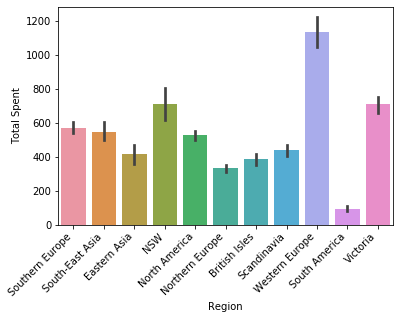 1200
1000
800
600
400
200
0
Total Spent
Southern Europe
South-East Asia
Eastern Asia
NSW
North America
Northern Europe
British Isles
Scandinavia
Western Europe
South America
Victoria
Region